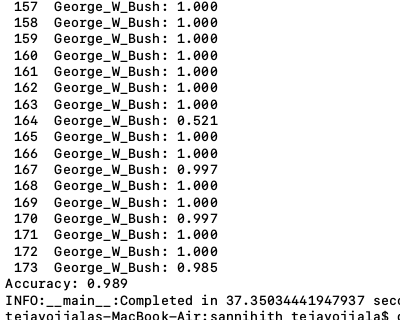 157 George_W_Bush: 1.000
158 George_W_Bush: 1.000
159 George_W_Bush: 1.000
160 George_W_Bush: 1.000
161 George_W_Bush: 1.000
162 George_W_Bush: 1.000
163 George_W_Bush: 1.000
164 George_W_Bush: 0.521
165 George_W_Bush: 1.000
166 George_W_Bush: 1.000
167 George_W_Bush: 0.997
168 George_W_Bush: 1.000
169 George_W_Bush: 1.000
170 George_W_Bush: 0.997
171 George_W_Bush: 1.000
172 George_W_Bush: 1.000
173 George_W_Bush: 0.985
Accuracy: 0.989
INFO:__main__:Completed in 37.35034441947937 seco
tejavojjalas-MacBook-Air:sannihith tejavojjala$